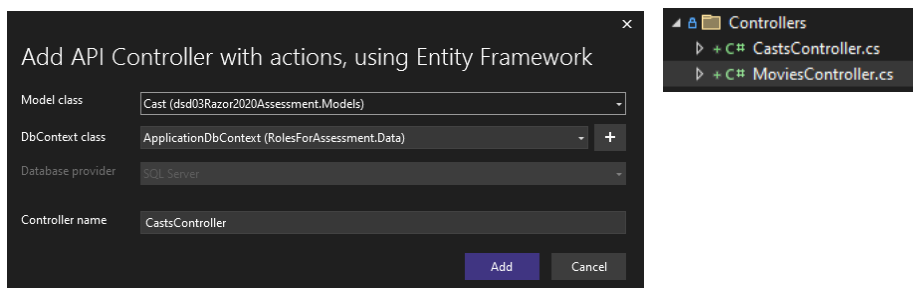 Add API Controller with actions, using Entity Framework
Model class
Cast (dsd03Razor2020Assessment.Models)
DbContext class
ApplicationDbContext (RolesForAssessment.Data)
+
Database provider
SQL Server
Controller name
CastsController
Add
Cancel
Controllers
+ C# CastsController.cs
+ C# MoviesController.cs